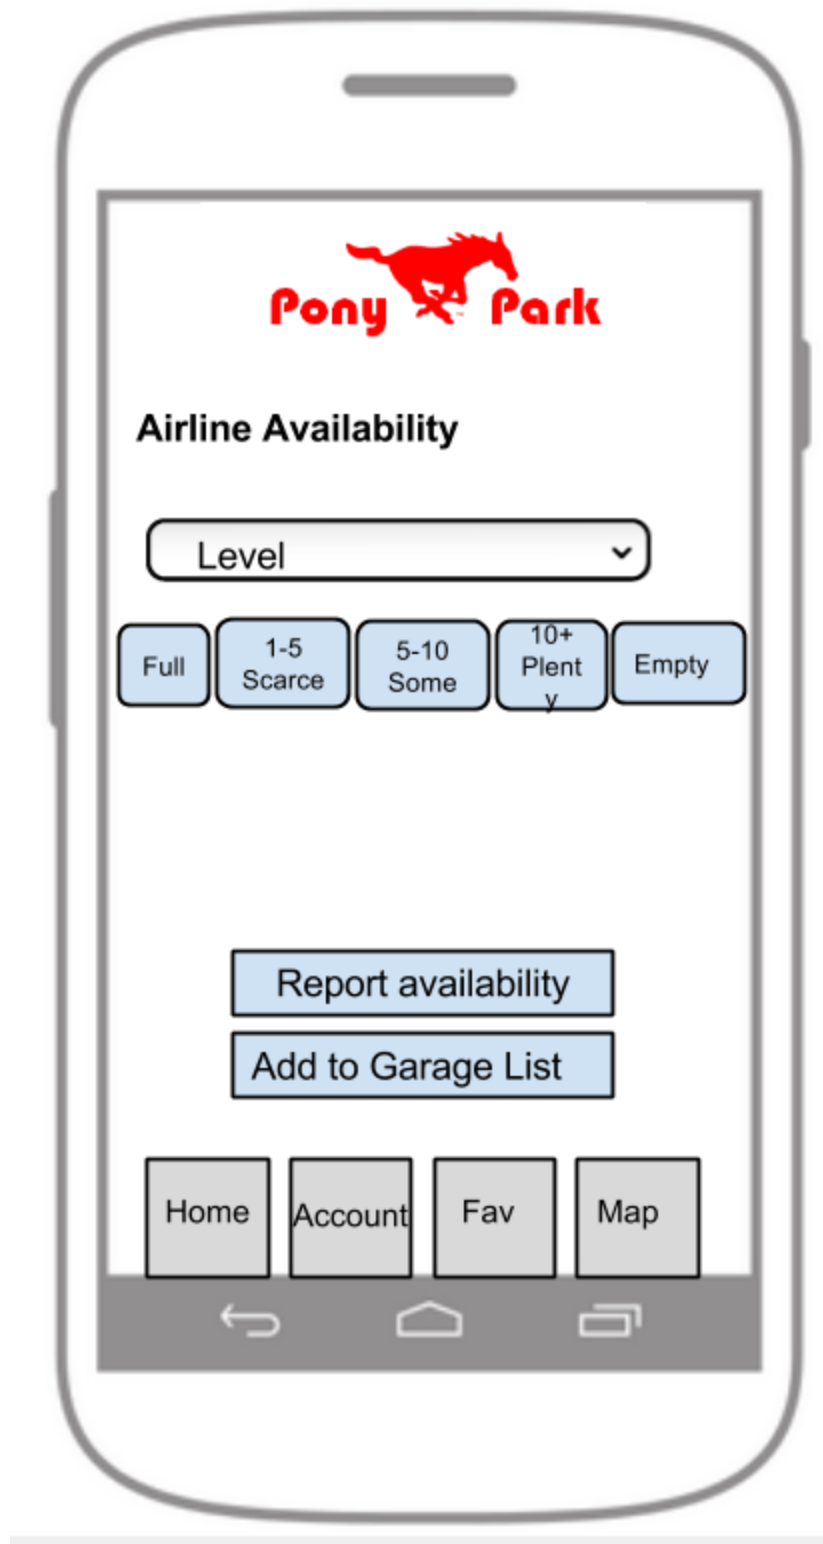 Pony Park
Airline Availability
Level
Full
1-5
Scarce
5-10
Some
10+
Plent
y
Empty
Report availability
Add to Garage List
Home
Account
Fav
Map